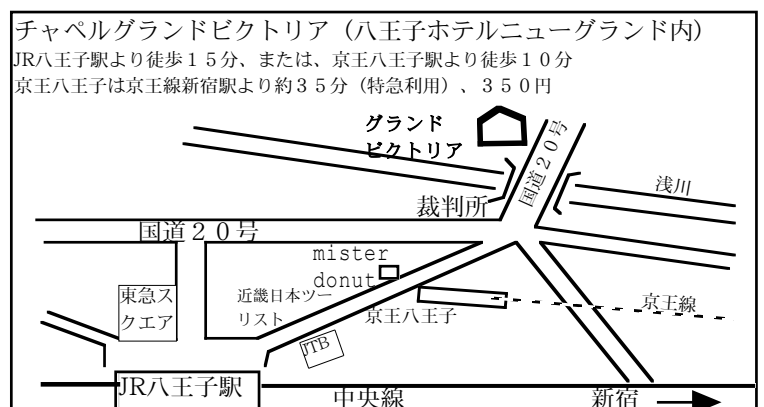 チャペルグランドビクトリア（八王子ホテルニューグランド内）
JR八王子駅より徒歩１５分、または、京王八王子駅より徒歩１０分
京王八王子は京王線新宿駅より約３５分（特急利用）、３５０円
グランド
ビクトリア
国道２０号
浅川
裁判所
国道２０号
mister
donut
東急ス
クエア
近畿日本ツー
リスト
京王八王子
京王線
JTB
JR八王子駅
中央線
新宿